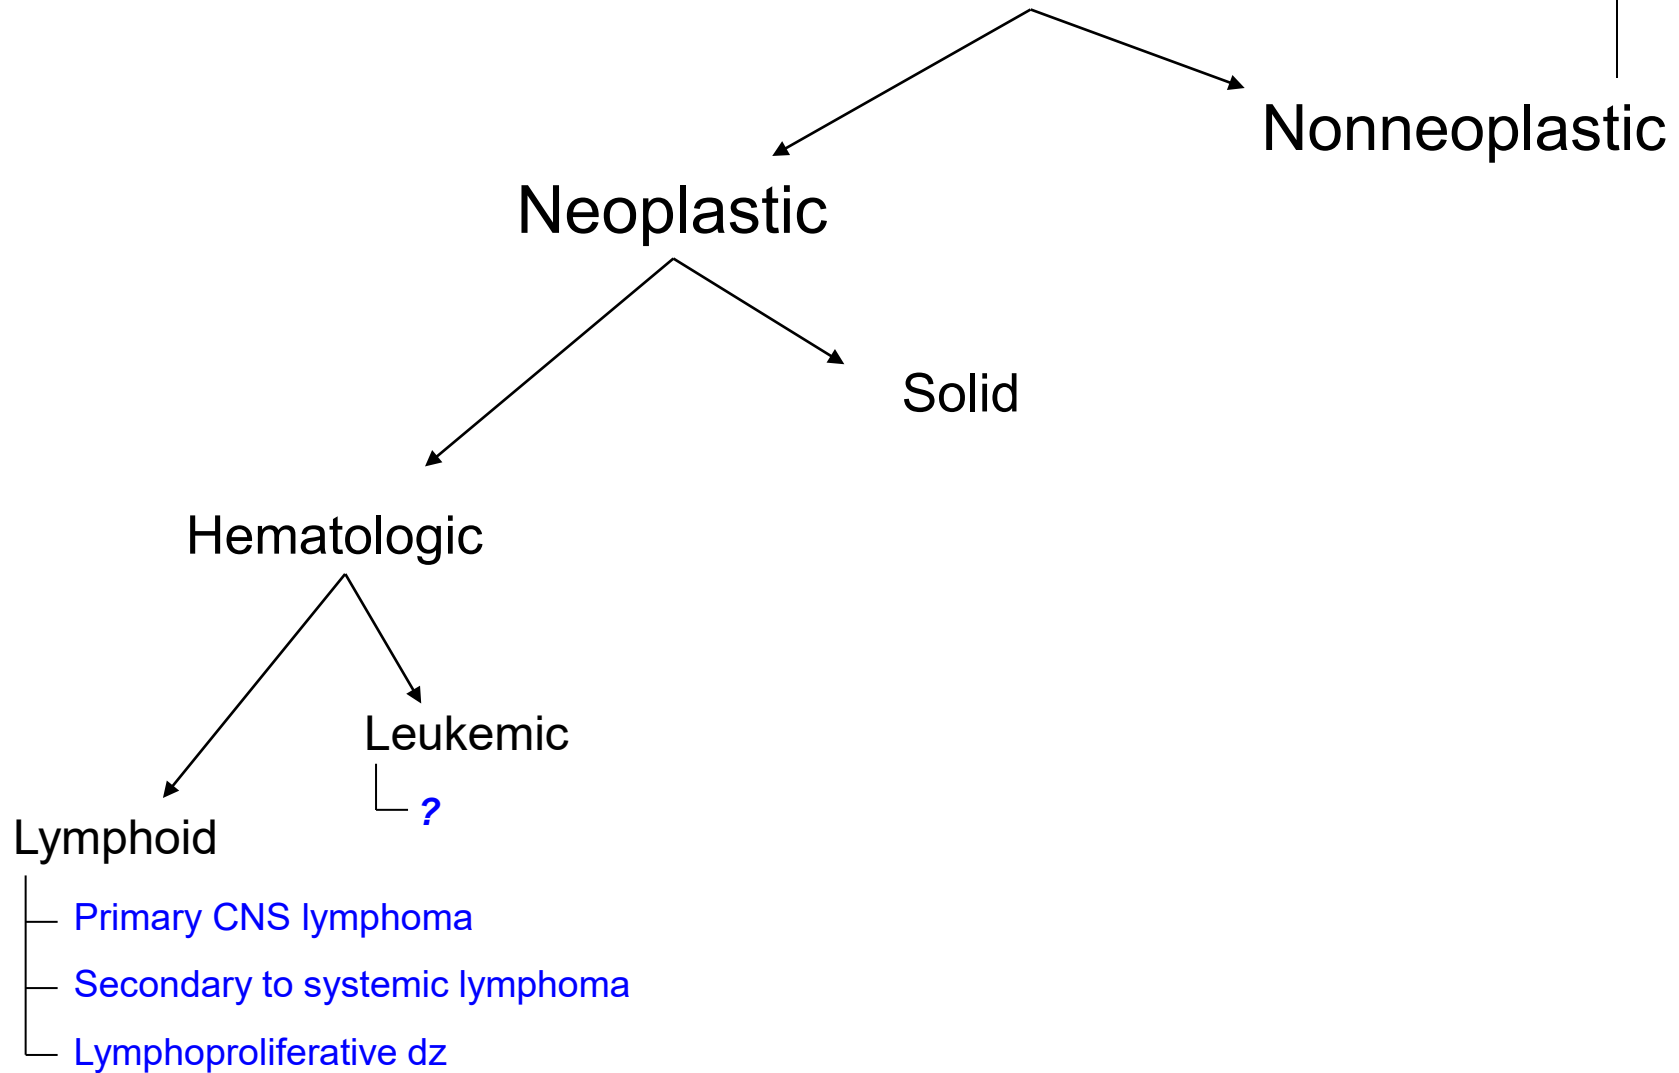 Nonneoplastic
Neoplastic
Solid
Hematologic
Leukemic
?
Lymphoid
Primary CNS lymphoma
Secondary to systemic lymphoma
Lymphoproliferative dz